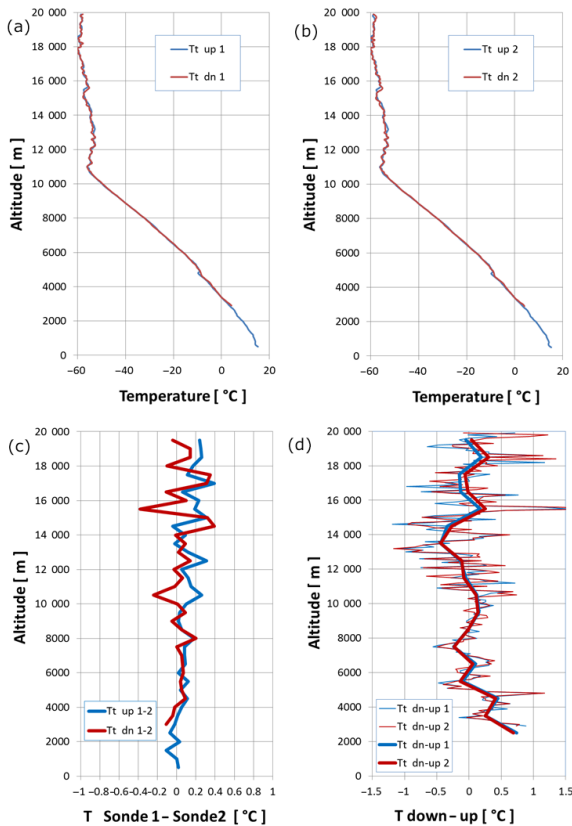 (a)
Tt up 1
Tt dn 1
20 000
18 000
16 000
14 000
12 000
10 000
8000
6000
4000
2000
0
Altitude [ m ]
−60 −40 −20 0 20
Temperature [ °C ]
(b)
Tt up 2
Tt dn 2
20 000
18 000
16 000
14 000
12 000
10 000
8000
6000
4000
2000
0
Altitude [ m ]
−60 −40 −20 0 20
Temperature [ °C ]
(c)
20 000
18 000
16 000
14 000
12 000
10 000
8000
6000
4000
2000
0
Altitude [ m ]
Tt up 1-2
Tt dn 1-2
−1 −0.8−0.6−0.4−0.2 0 0.2 0.4 0.6 0.8 1
T Sonde 1 – Sonde2 [ °C ]
(d)
20 000
18 000
16 000
14 000
12 000
10 000
8000
6000
4000
2000
0
Altitude [ m ]
Tt dn-up 1
Tt dn-up 2
Tt dn-up 1
Tt dn-up 2
−1.5 −1 −0.5 0 0.5 1 1.5
T down – up [ °C ]